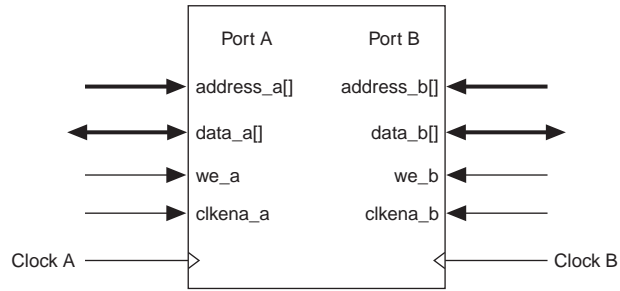 Port A Port B
address_a[] address_b[]
data_a[] data_b[]
we_a we_b
clkena_a clkena_b
Clock A Clock B